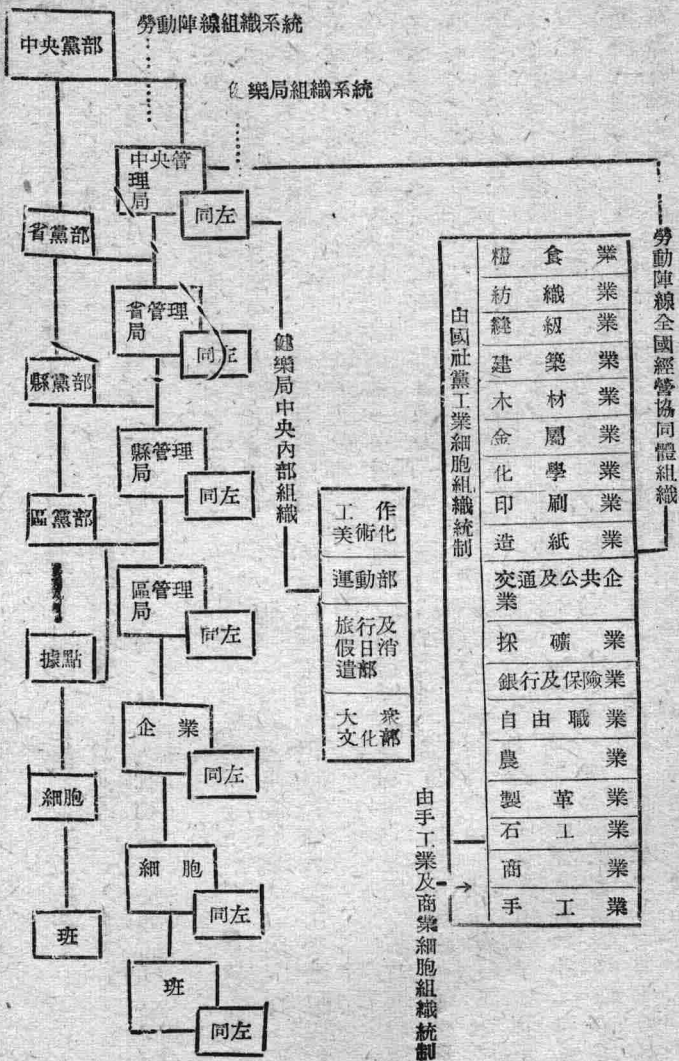 勞動陣線組織系統
樂局組織系統
中央黨部
省黨部
縣黨部
區黨部
據點
細胞
班
中央管
理
局
同左
省管理
局
同左
縣管理
局
同左
區管理
局
同左
企業
同左
細胞
同左
班
同左
健樂局中央內部組織
工作
美術化
運動部
旅行及
假日消
遣部
大衆
文化部
勞動陣線全國經營協同體組織
由國社黨工業細胞組織統制
糧食業
紡織業
縫紉業
建築業
木材業
金屬業
化學業
印刷業
造紙業
交通及公共企
業
採礦業
銀行及保險業
自由職業
農業
製革業
石工業
商業
手工業
由手工業及商業細胞組織統制